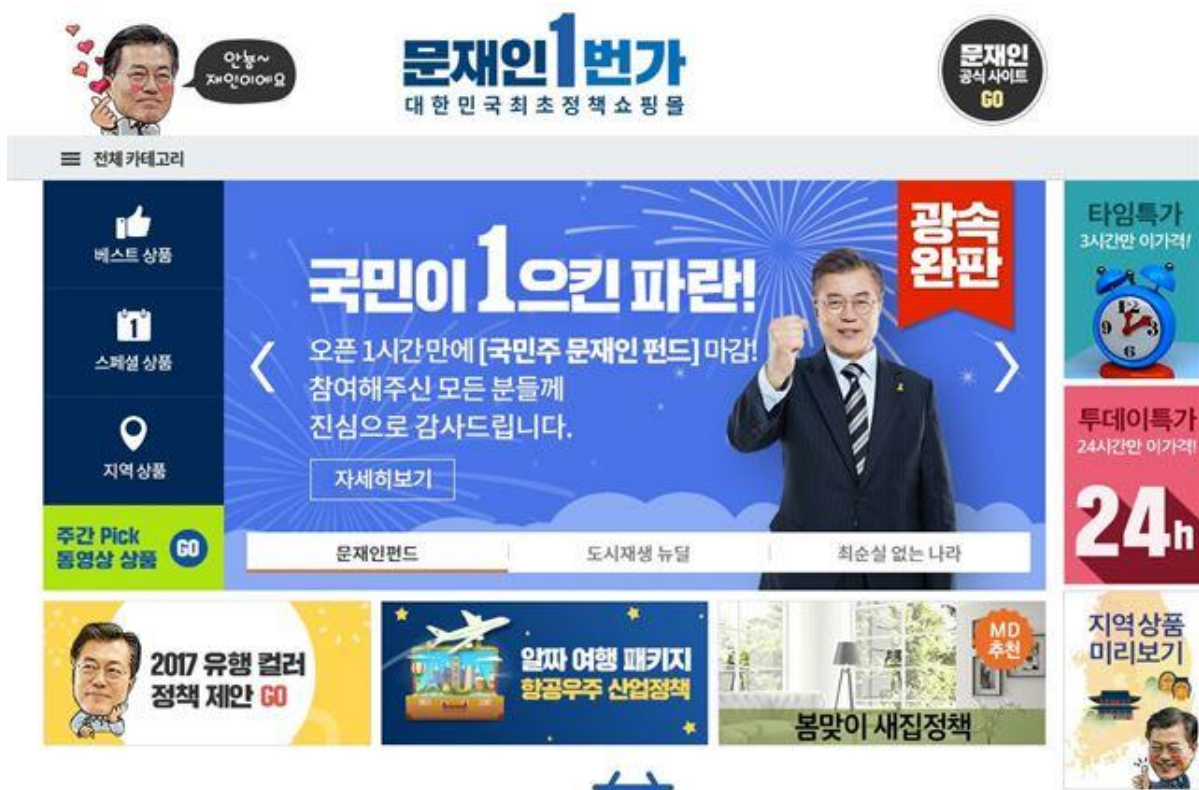 안뇽~
재인이에요
문재인1번가
대한민국최초정책쇼핑몰
문재인
공식 사이트
GO
전체 카테고리
베스트 상품
1
스페셜 상품
지역 상품
주간 Pick
동영상 상품
GO
광속
완판
국민이 1으킨 파란!
오픈 1시간 만에 [국민주 문재인 펀드] 마감!
참여해주신 모든 분들께
진심으로 감사드립니다.
자세히보기
문재인펀드
도시재생 뉴딜
최순실 없는 나라
타임특가
3시간만 이가격!
12
9
3
6
투데이특가
24시간만 이가격!
24h
2017 유행 컬러
정책 제안 GO
알짜 여행 패키지
항공우주 산업정책
MD
추천
봄맞이 새집정책
지역상품
미리보기